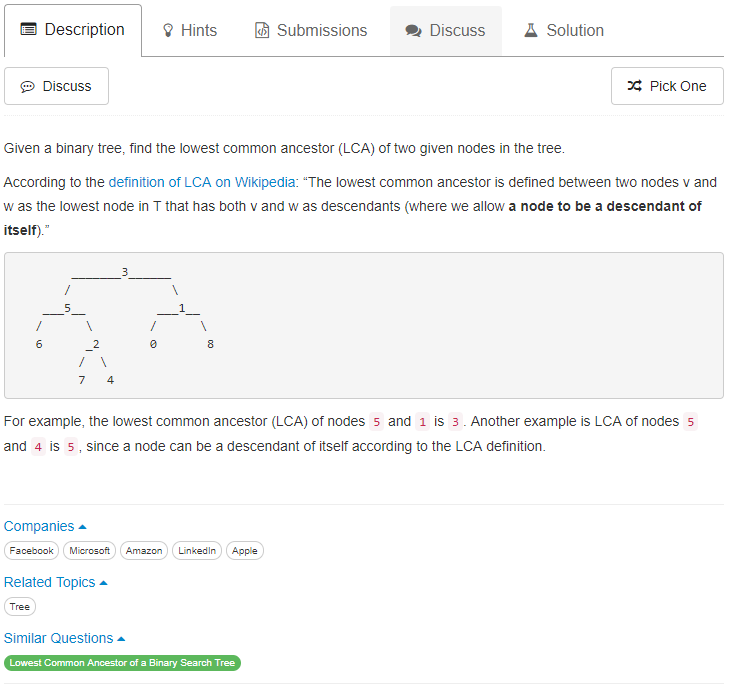 Description Hints Submissions Discuss Solution
Discuss Pick One
Given a binary tree, find the lowest common ancestor (LCA) of two given nodes in the tree.
According to the definition of LCA on Wikipedia: “The lowest common ancestor is defined between two nodes v and
w as the lowest node in T that has both v and w as descendants (where we allow a node to be a descendant of
itself).”
_______3______
/ \
___5__ ___1__
/ \ / \
6 _2 0 8
/ \
7 4
For example, the lowest common ancestor (LCA) of nodes 5 and 1 is 3. Another example is LCA of nodes 5
and 4 is 5, since a node can be a descendant of itself according to the LCA definition.
Companies
Facebook Microsoft Amazon LinkedIn Apple
Related Topics
Tree
Similar Questions
Lowest Common Ancestor of a Binary Search Tree